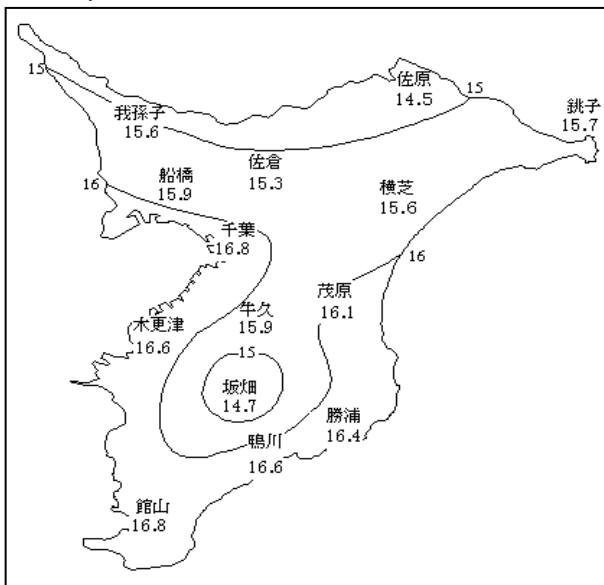 佐原
14.5
15
銚子
15.7
15
我孫子
15.6
佐倉
15.3
船橋
15.9
16
横芝
15.6
千葉
16.8
16
茂原
16.1
牛久
15.9
木更津
16.6
15
坂畑
14.7
勝浦
16.4
鴨川
16.6
館山
16.8